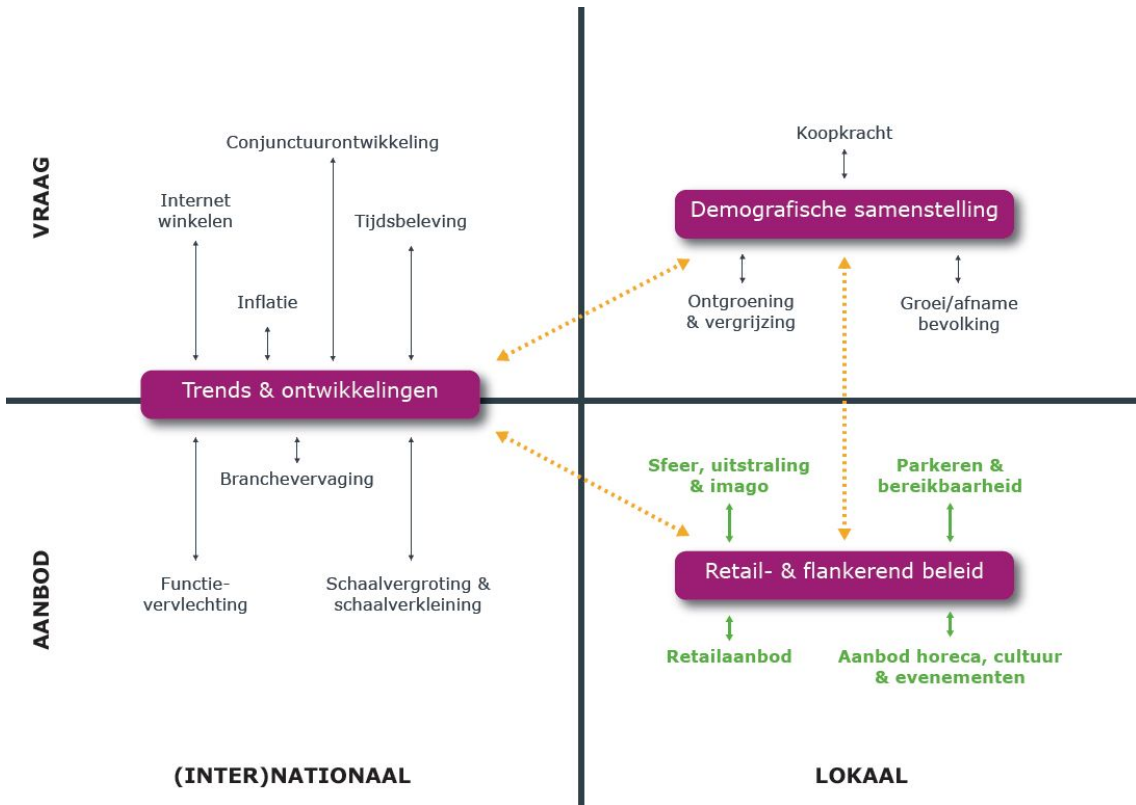 VRAAG
Conjunctuurontwikkeling
Internet
winkelen
Tijdsbeleving
Inflatie
Trends & ontwikkelingen
Koopkracht
Demografische samenstelling
Ontgroening
& vergrijzing
Groei/afname
bevolking
AANBOD
Branchevervaging
Functie-
vervlechting
Schaalvergroting &
schaalverkleining
Sfeer, uitstraling
& imago
Parkeren &
bereikbaarheid
Retail- & flankerend beleid
Retailaanbod
Aanbod horeca, cultuur
& evenementen
(INTER)NATIONAAL
LOKAAL